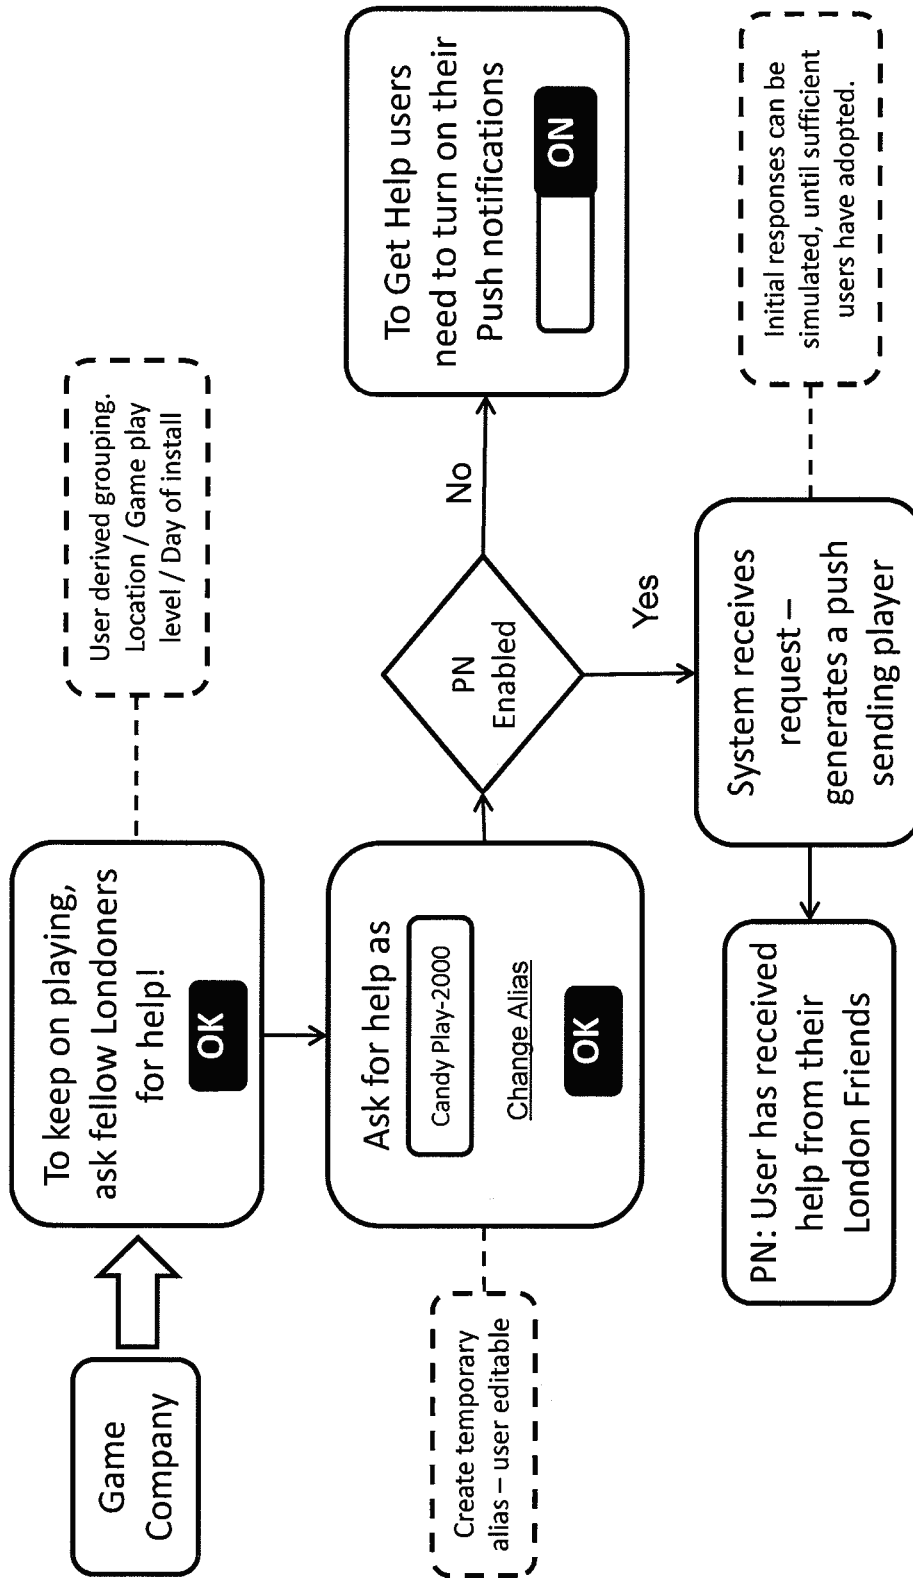 Game
Company
To keep on playing,
ask fellow Londoners
for help!
OK
User derived grouping.
Location / Game play
level / Day of install
Create temporary
alias – user editable
Ask for help as
Candy Play-2000
Change Alias
OK
PN
Enabled
No
To Get Help users
need to turn on their
Push notifications
ON
Yes
System receives
request –
generates a push
sending player
Initial responses can be
simulated, until sufficient
users have adopted.
PN: User has received
help from their
London Friends